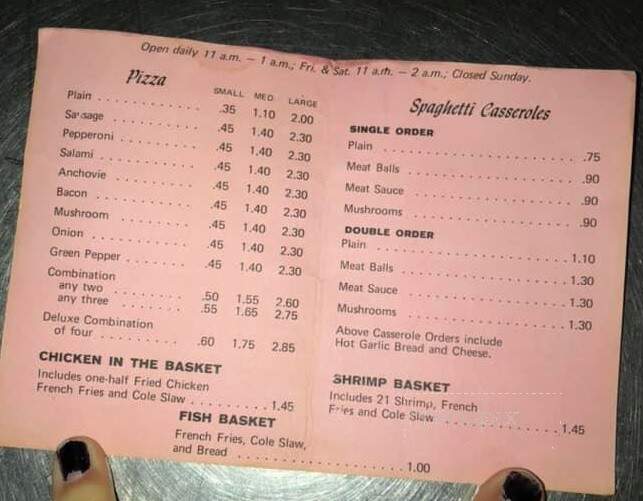 Open daily 11 a.m. — 1 a.m.; Fri. & Sat. 11 a.m. — 2 a.m.; Closed Sunday.
Pizza
SMALL MED LARGE
Plain . . . . . . . . . . . .35 1.10 2.00
Sausage . . . . . . . . . . .45 1.40 2.30
Pepperoni . . . . . . . . . .45 1.40 2.30
Salami . . . . . . . . . . . .45 1.40 2.30
Anchovie . . . . . . . . . . .45 1.40 2.30
Bacon . . . . . . . . . . . .45 1.40 2.30
Mushroom . . . . . . . . . .45 1.40 2.30
Onion . . . . . . . . . . . .45 1.40 2.30
Green Pepper . . . . . . . .45 1.40 2.30
Combination
any two . . . . . . . . .50 1.55 2.60
any three . . . . . . . . .55 1.65 2.75
Deluxe Combination
of four . . . . . . . . . .60 1.75 2.85
CHICKEN IN THE BASKET
Includes one-half Fried Chicken
French Fries and Cole Slaw . . . . . . . . . 1.45
FISH BASKET
French Fries, Cole Slaw,
and Bread . . . . . . . . . . . . . . . . . . 1.00
Spaghetti Casseroles
SINGLE ORDER
Plain . . . . . . . . . . . . . . . . . . . . .75
Meat Balls . . . . . . . . . . . . . . . . . .90
Meat Sauce . . . . . . . . . . . . . . . . . .90
Mushrooms . . . . . . . . . . . . . . . . . .90
DOUBLE ORDER
Plain . . . . . . . . . . . . . . . . . . . . 1.10
Meat Balls . . . . . . . . . . . . . . . . . 1.30
Meat Sauce . . . . . . . . . . . . . . . . . 1.30
Mushrooms . . . . . . . . . . . . . . . . . 1.30
Above Casserole Orders include
Hot Garlic Bread and Cheese.
SHRIMP BASKET
Includes 21 Shrimp, French
Fries and Cole Slaw . . . . . . . . . . . . . 1.45